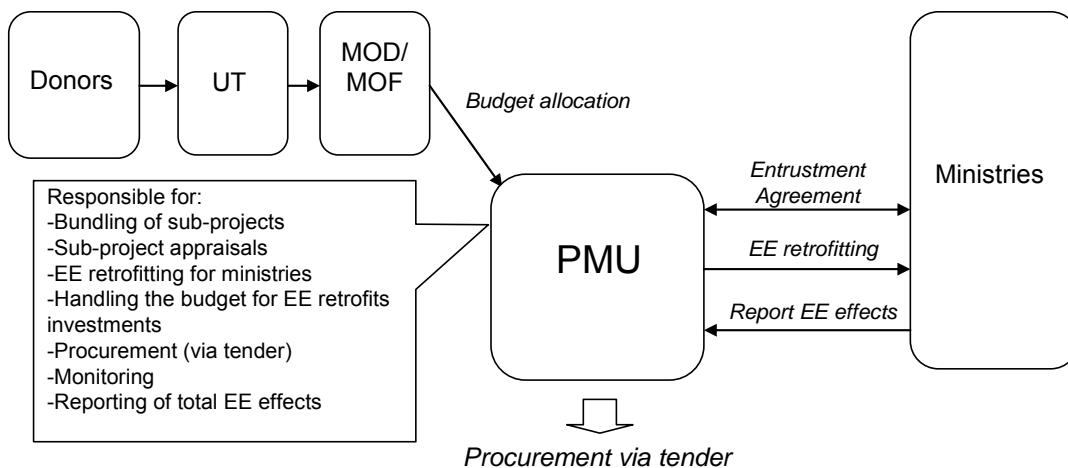 Donors
UT
MOD/
MOF
Budget allocation
Responsible for:
-Bundling of sub-projects
-Sub-project appraisals
-EE retrofitting for ministries
-Handling the budget for EE retrofits
investments
-Procurement (via tender)
-Monitoring
-Reporting of total EE effects
PMU
Entrustment
Agreement
EE retrofitting
Report EE effects
Ministries
Procurement via tender